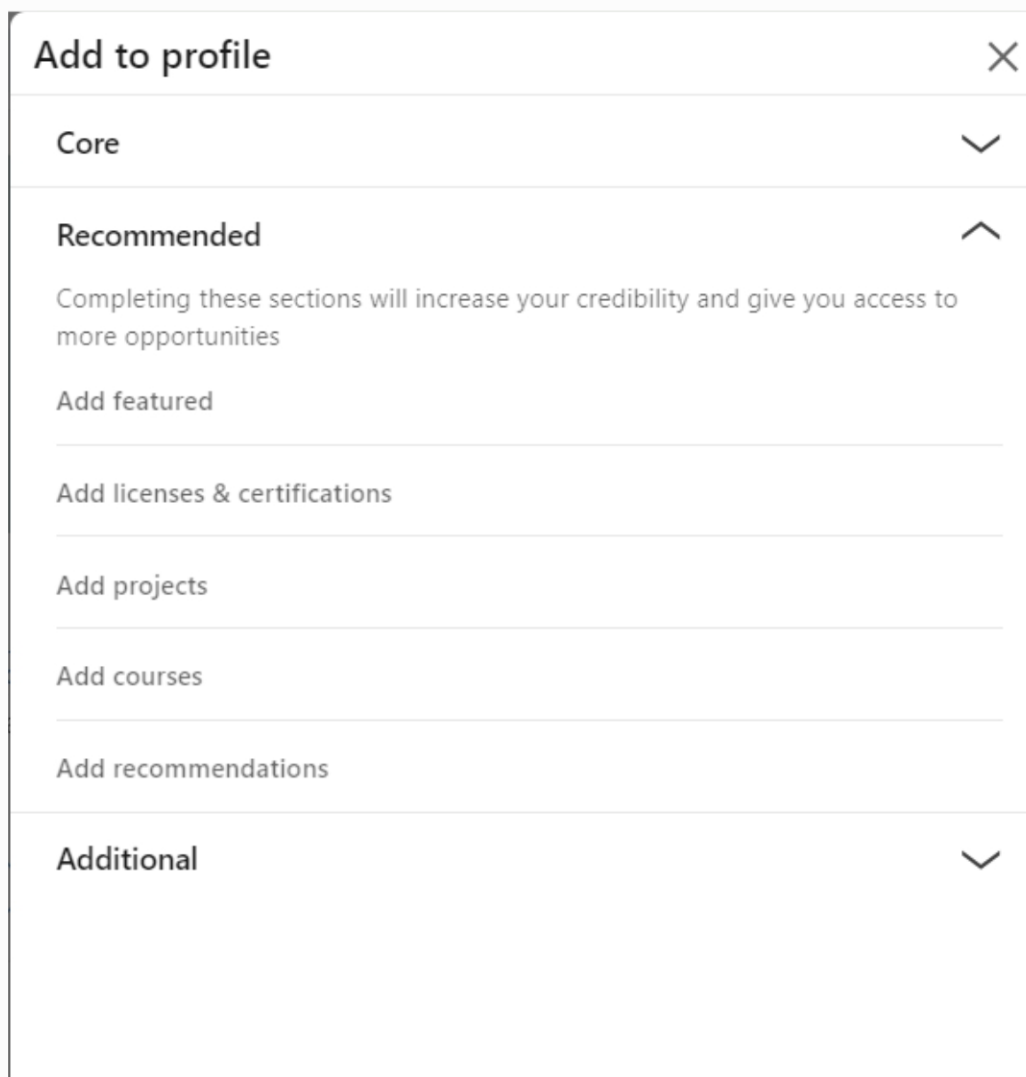 Add to profile
Core
Recommended
Completing these sections will increase your credibility and give you access to
more opportunities
Add featured
Add licenses & certifications
Add projects
Add courses
Add recommendations
Additional